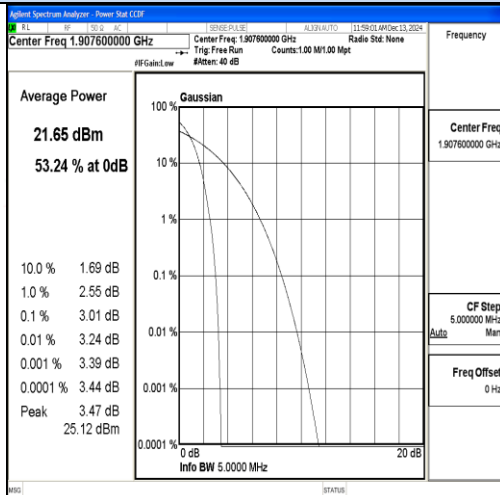 Agilent Spectrum Analyzer - Power Stat CCDF
RL RF 50 Ω AC SENSE:PULSE ALIGNAUTO 11:59:01 AM Dec 13, 2024
Center Freq 1.907600000 GHz
Center Freq: 1.907600000 GHz Radio Std: None
Trig: Free Run Counts:1.00 M/1.00 Mpt
#IFGain:Low #Atten: 40 dB
Frequency
Average Power
21.65 dBm
53.24 % at 0dB
10.0 % 1.69 dB
1.0 % 2.55 dB
0.1 % 3.01 dB
0.01 % 3.24 dB
0.001 % 3.39 dB
0.0001 % 3.44 dB
Peak 3.47 dB
25.12 dBm
Gaussian
100 %
10 %
1 %
0.1 %
0.01 %
0.001 %
0.0001 %
0 dB 20 dB
Info BW 5.0000 MHz
Center Freq
1.907600000 GHz
CF Step
5.000000 MHz
Auto Man
Freq Offset
0 Hz
MSG STATUS